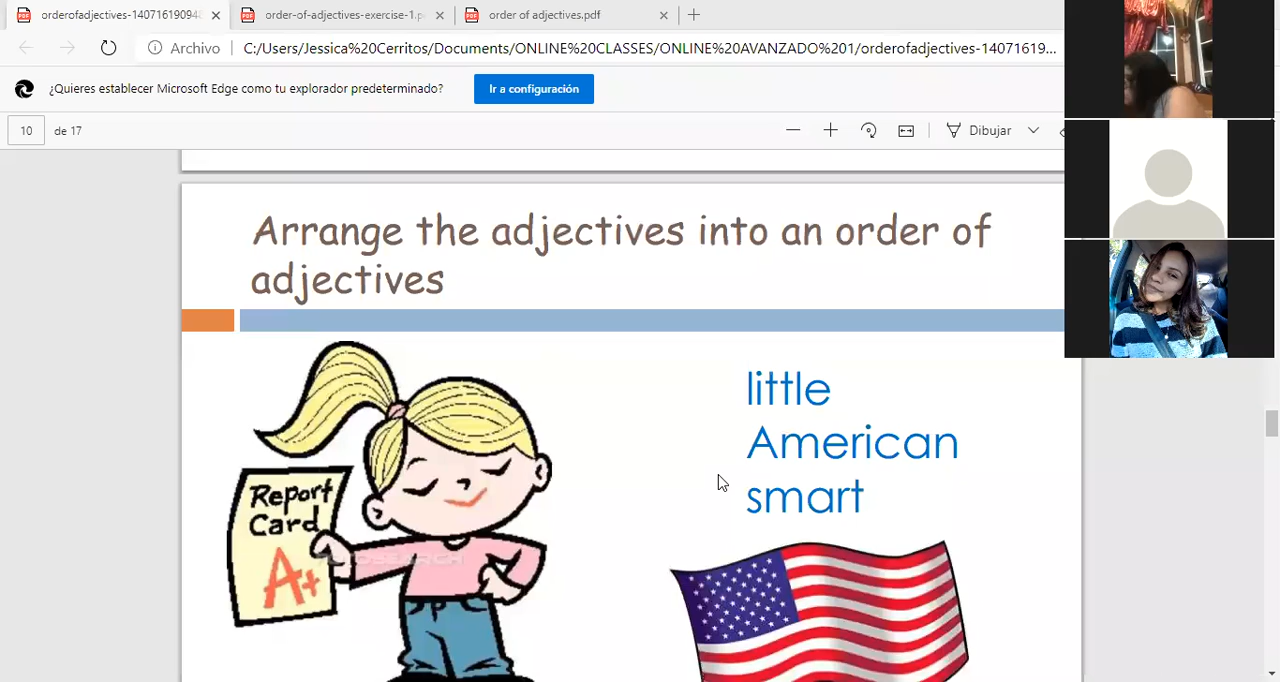 orderofadjectives-14071619094
order-of-adjectives-exercise-1.p
order of adjectives.pdf
Archivo
C:/Users/Jessica%20Cerritos/Documents/ONLINE%20CLASSES/ONLINE%20AVANZADO%201/orderofadjectives-14071619...
¿Quieres establecer Microsoft Edge como tu explorador predeterminado?
Ir a configuración
10 de 17
Dibujar
Arrange the adjectives into an order of
adjectives
little
American
smart
Report
Card
A+